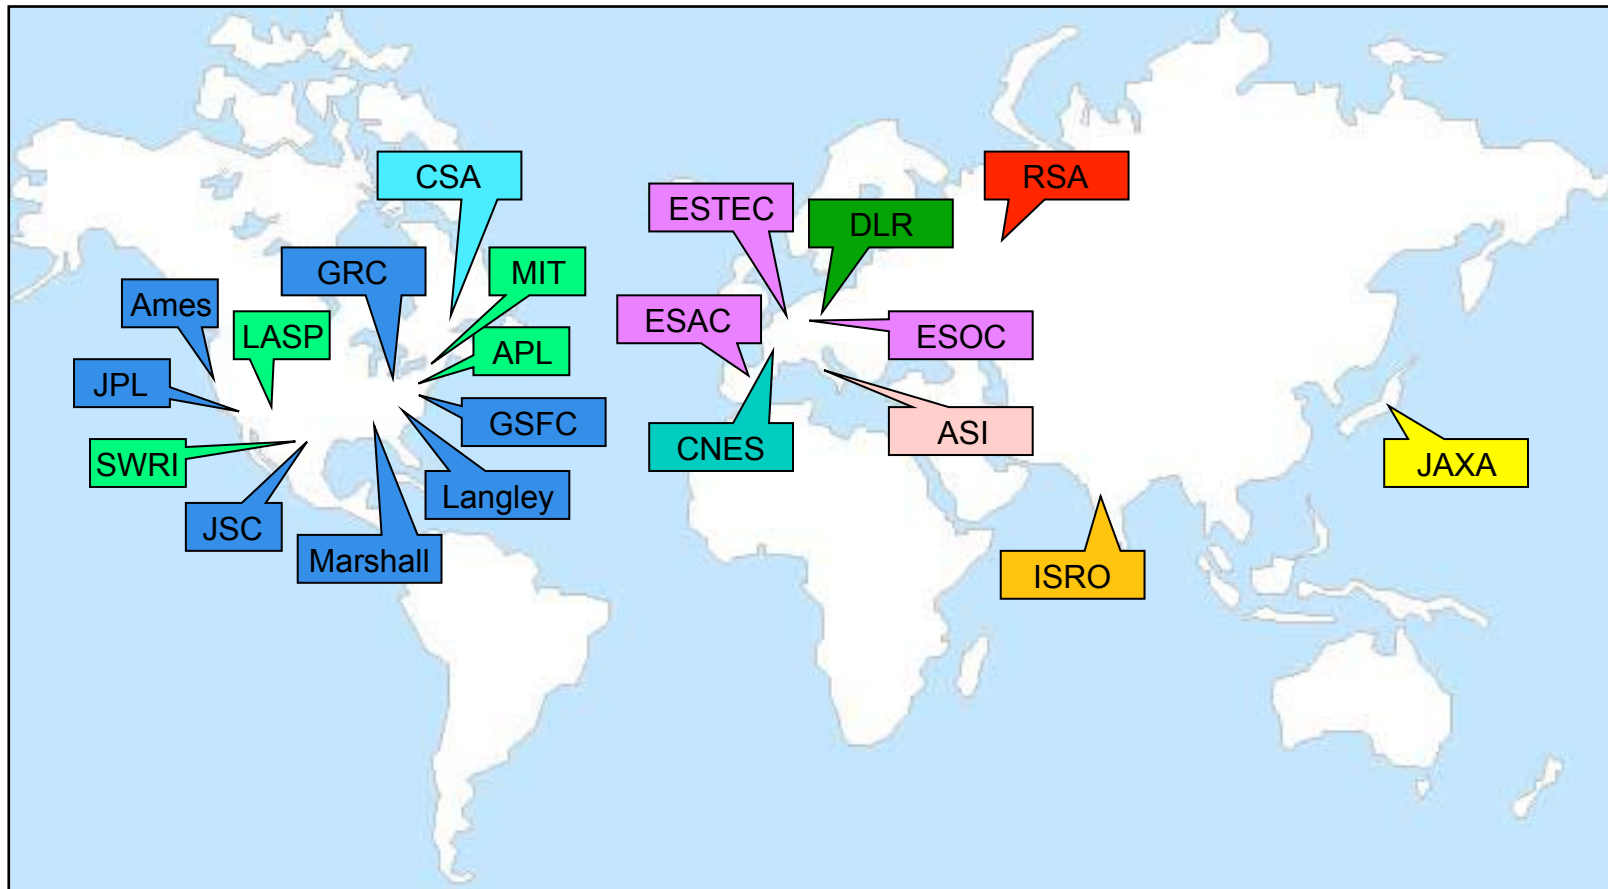 CSA
RSA
ESTEC
DLR
GRC
MIT
Ames
LASP
APL
ESAC
ESOC
JPL
GSFC
CNES
ASI
JAXA
SWRI
Langley
JSC
Marshall
ISRO